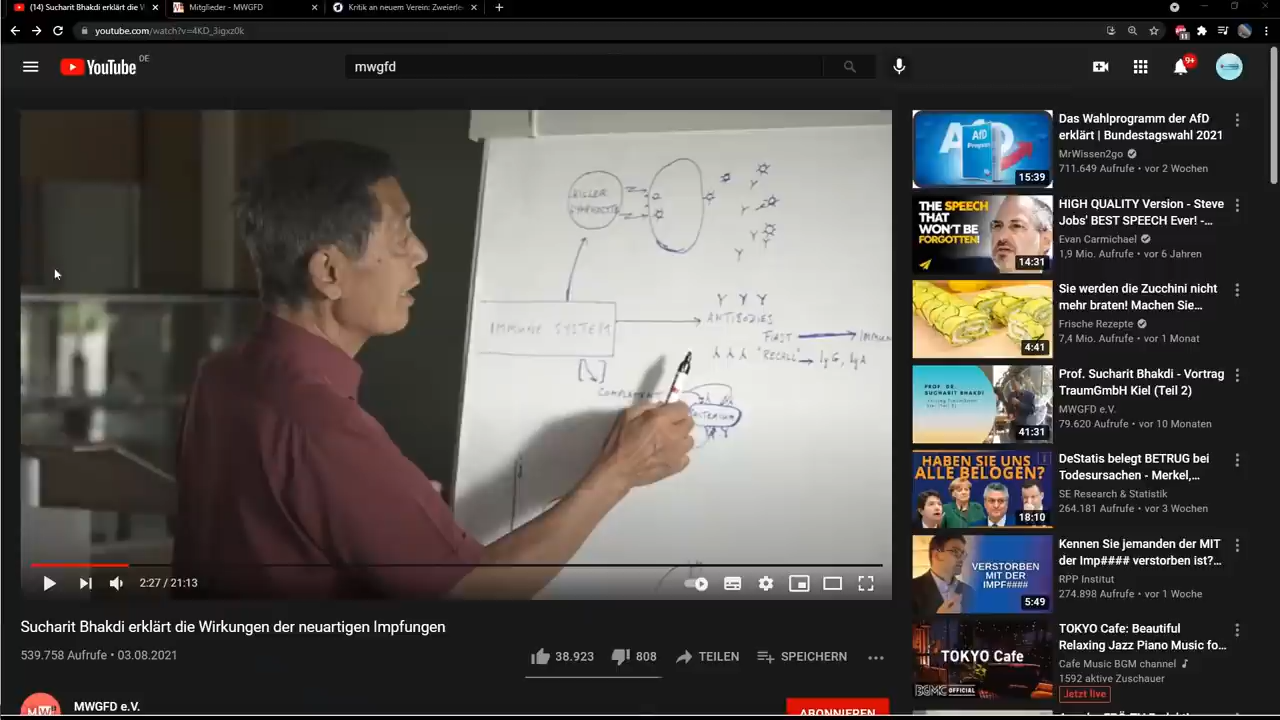 (14) Sucharit Bhakdi erklärt die W
Mitglieder - MWGFD
Kritik an neuem Verein: Zweierle
youtube.com/watch?v=4KD_3igxz0k
11
YouTube
DE
mwgfd
9+
KILLER
LYMPHOCYTE
IMMUNE SYSTEM
ANTIBODIES
FIRST
IMMUN
"RECALL"
IgG, IgA
2:27 / 21:13
Sucharit Bhakdi erklärt die Wirkungen der neuartigen Impfungen
539.758 Aufrufe • 03.08.2021
38.923
808
TEILEN
SPEICHERN
MWGFD e.V.
ABONNIEREN
AfD
15:39
Das Wahlprogramm der AfD
erklärt | Bundestagswahl 2021
MrWissen2go
711.649 Aufrufe • vor 2 Wochen
THE SPEECH
THAT
WON'T BE
FORGOTTEN!
14:31
HIGH QUALITY Version - Steve
Jobs' BEST SPEECH Ever! -...
Evan Carmichael
1,9 Mio. Aufrufe • vor 6 Jahren
4:41
Sie werden die Zucchini nicht
mehr braten! Machen Sie...
Frische Rezepte
7,4 Mio. Aufrufe • vor 1 Monat
PROF. DR.
SUCHARIT BHAKDI
41:31
Prof. Sucharit Bhakdi - Vortrag
TraumGmbH Kiel (Teil 2)
MWGFD e.V.
79.620 Aufrufe • vor 10 Monaten
HABEN SIE UNS
ALLE BELOGEN?
18:10
DeStatis belegt BETRUG bei
Todesursachen - Merkel,...
SE Research & Statistik
264.181 Aufrufe • vor 3 Wochen
VERSTORBEN
MIT DER
IMPF####
5:49
Kennen Sie jemanden der MIT
der Imp#### verstorben ist?...
RPP Institut
274.898 Aufrufe • vor 1 Woche
TOKYO Cafe
BGMC OFFICIAL
TOKYO Cafe: Beautiful
Relaxing Jazz Piano Music fo...
Cafe Music BGM channel
1592 aktive Zuschauer
Jetzt live